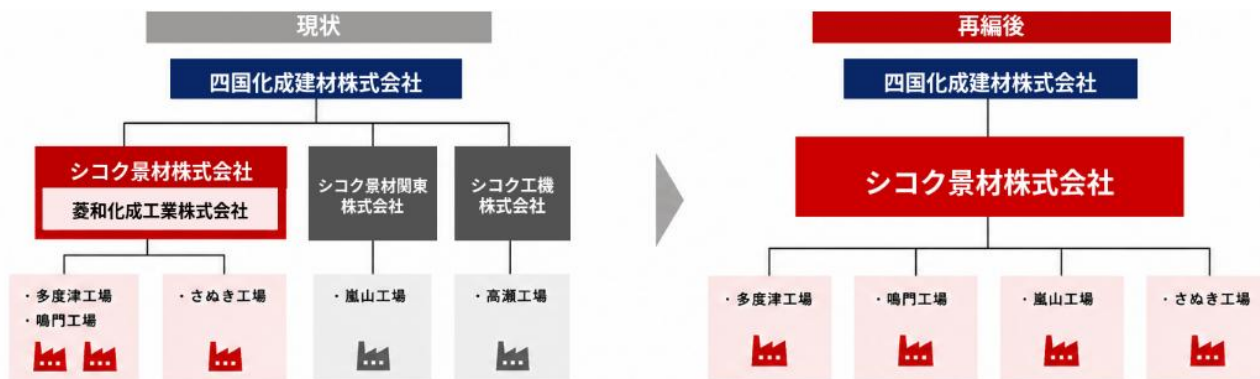 現状
四国化成建材株式会社
シコク景材株式会社
菱和化成工業株式会社
シコク景材関東
株式会社
シコク工機
株式会社
・多度津工場
・鳴門工場
・さぬき工場
・嵐山工場
・高瀬工場
再編後
四国化成建材株式会社
シコク景材株式会社
・多度津工場
・鳴門工場
・嵐山工場
・さぬき工場